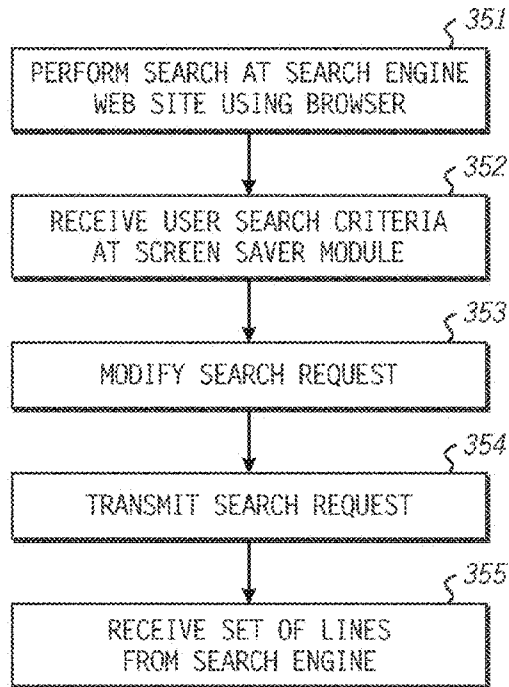 351
PERFORM SEARCH AT SEARCH ENGINE
WEB SITE USING BROWSER
352
RECEIVE USER SEARCH CRITERIA
AT SCREEN SAVER MODULE
353
MODIFY SEARCH REQUEST
354
TRANSMIT SEARCH REQUEST
355
RECEIVE SET OF LINES
FROM SEARCH ENGINE